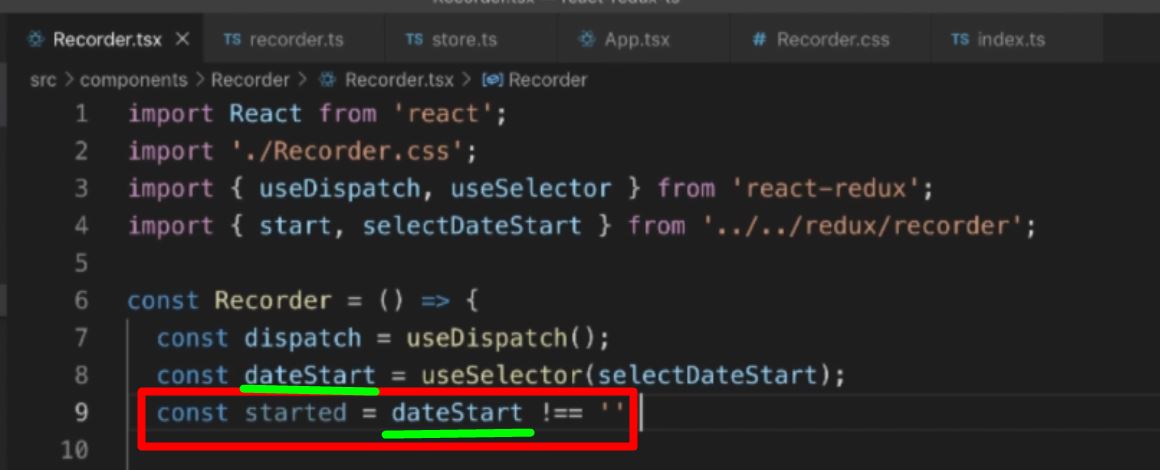 Recorder.tsx — react-redux-ts
Recorder.tsx × TS recorder.ts TS store.ts App.tsx # Recorder.css TS index.ts
src > components > Recorder > Recorder.tsx > Recorder
1 import React from 'react';
2 import './Recorder.css';
3 import { useDispatch, useSelector } from 'react-redux';
4 import { start, selectDateStart } from '../../redux/recorder';
5
6 const Recorder = () => {
7 const dispatch = useDispatch();
8 const dateStart = useSelector(selectDateStart);
9 const started = dateStart !== ''
10